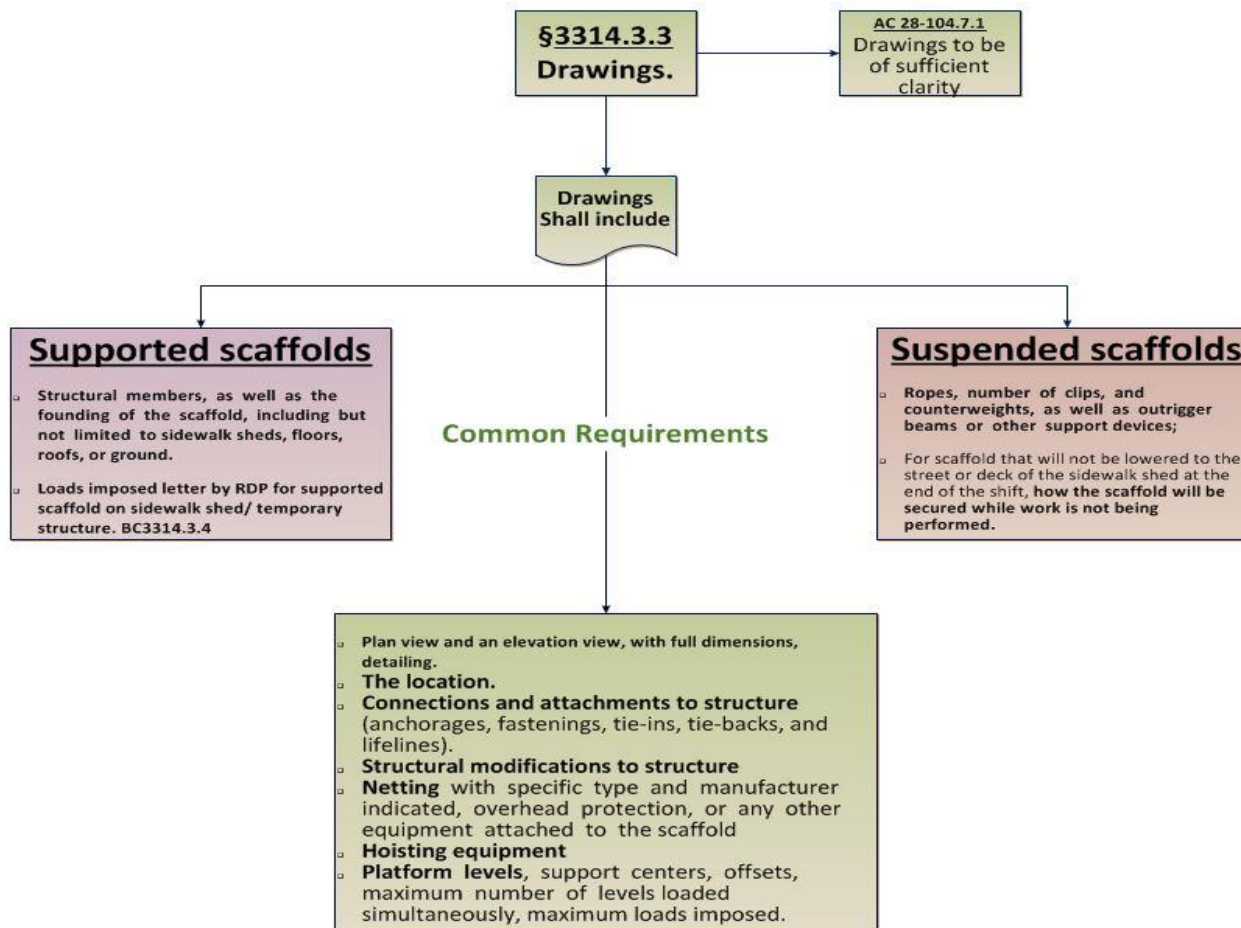 §3314.3.3
Drawings.
AC 28-104.7.1
Drawings to be
of sufficient
clarity
Drawings
Shall include
Supported scaffolds
▫ Structural members, as well as the
founding of the scaffold, including but
not limited to sidewalk sheds, floors,
roofs, or ground.
▫ Loads imposed letter by RDP for supported
scaffold on sidewalk shed/ temporary
structure. BC3314.3.4
Common Requirements
Suspended scaffolds
▫ Ropes, number of clips, and
counterweights, as well as outrigger
beams or other support devices;
▫ For scaffold that will not be lowered to the
street or deck of the sidewalk shed at the
end of the shift, how the scaffold will be
secured while work is not being
performed.
▫ Plan view and an elevation view, with full dimensions,
detailing.
▫ The location.
▫ Connections and attachments to structure
(anchorages, fastenings, tie-ins, tie-backs, and
lifelines).
▫ Structural modifications to structure
▫ Netting with specific type and manufacturer
indicated, overhead protection, or any other
equipment attached to the scaffold
▫ Hoisting equipment
▫ Platform levels, support centers, offsets,
maximum number of levels loaded
simultaneously, maximum loads imposed.